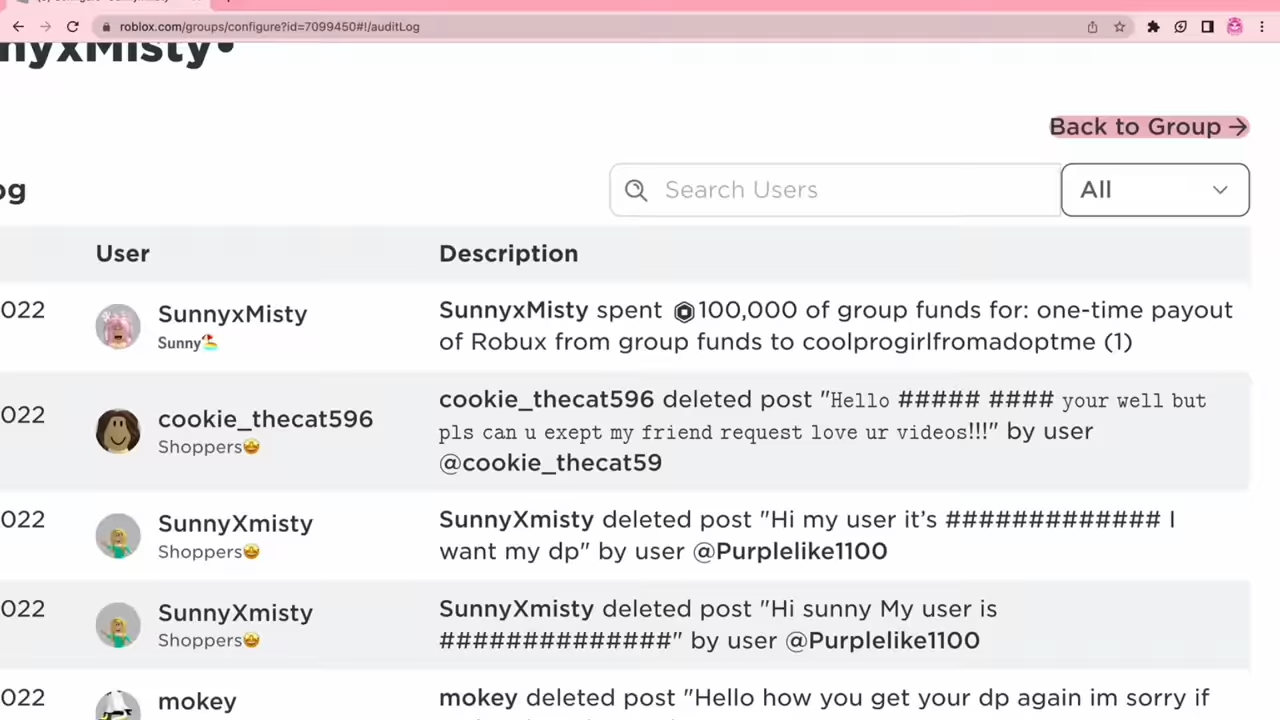 roblox.com/groups/configure?id=7099450#!/auditLog
nyxMisty•
Back to Group →
og
Search Users
All
User
Description
022
SunnyxMisty
Sunny🏖️
SunnyxMisty spent 100,000 of group funds for: one-time payout
of Robux from group funds to coolprogirlfromadoptme (1)
022
cookie_thecat596
Shoppers🤩
cookie_thecat596 deleted post "Hello ##### #### your well but
pls can u exept my friend request love ur videos!!!" by user
@cookie_thecat59
022
SunnyXmisty
Shoppers🤩
SunnyXmisty deleted post "Hi my user it's ############# I
want my dp" by user @Purplelike1100
022
SunnyXmisty
Shoppers🤩
SunnyXmisty deleted post "Hi sunny My user is
##############" by user @Purplelike1100
022
mokey
mokey deleted post "Hello how you get your dp again im sorry if